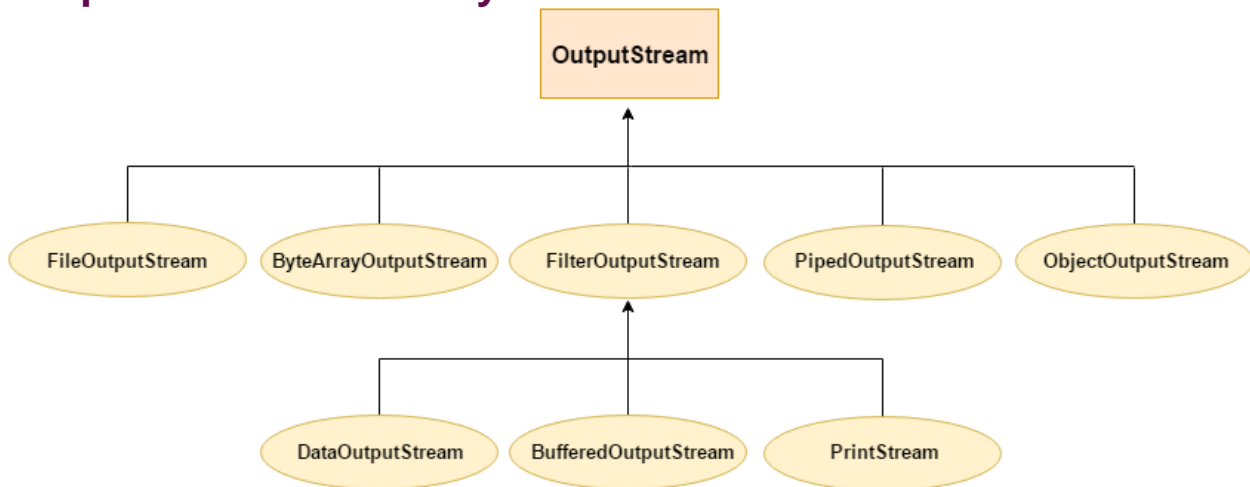 OutputStream
FileOutputStream ByteArrayOutputStream FilterOutputStream PipedOutputStream ObjectOutputStream
DataOutputStream BufferedOutputStream PrintStream